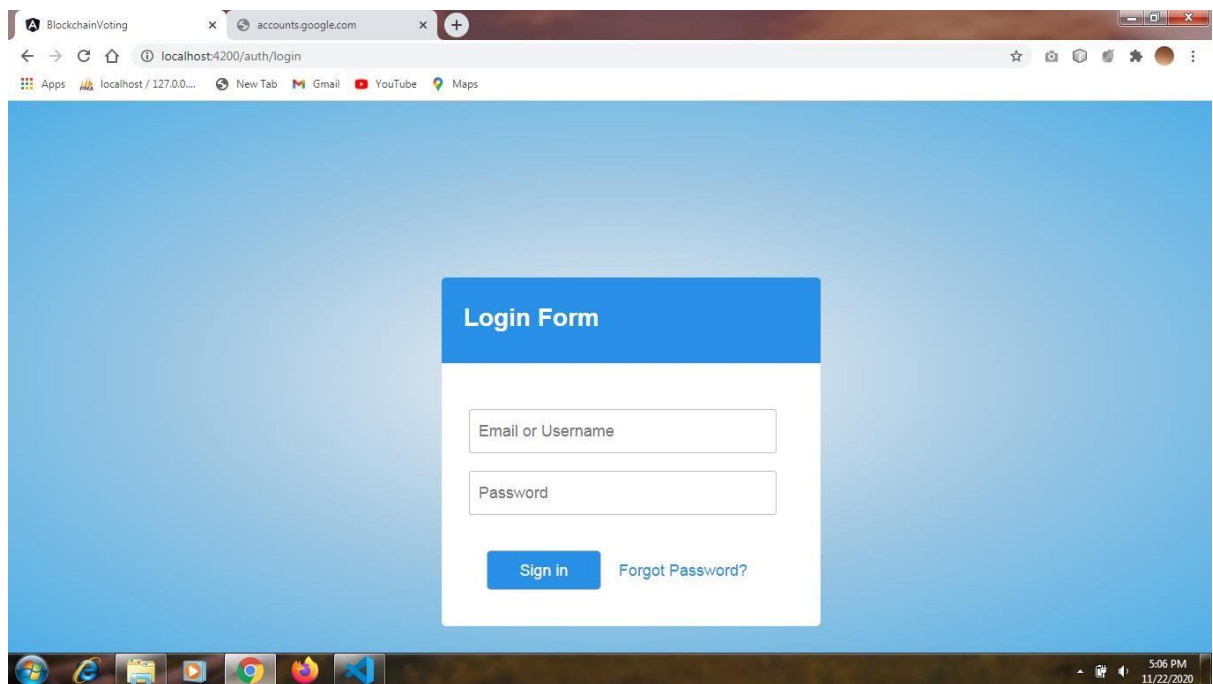 BlockchainVoting accounts.google.com
localhost:4200/auth/login
Apps localhost / 127.0.0.... New Tab Gmail YouTube Maps
Login Form
Email or Username
Password
Sign in Forgot Password?
5:06 PM
11/22/2020